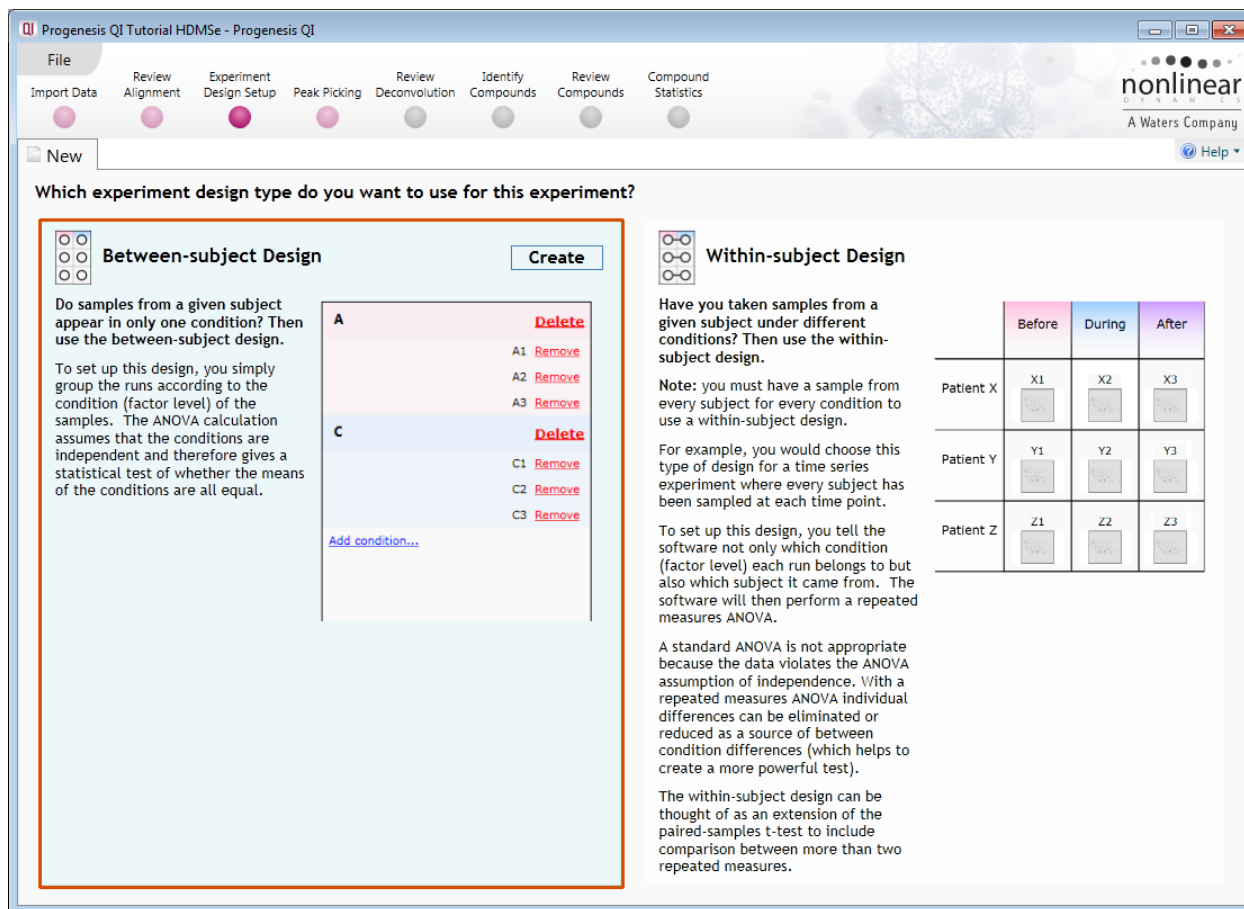 QI Progenesis QI Tutorial HDMSe - Progenesis QI
File
Import Data
Review Alignment
Experiment Design Setup
Peak Picking
Review Deconvolution
Identify Compounds
Review Compounds
Compound Statistics
nonlinear
DYNAMICS
A Waters Company
New
Help
Which experiment design type do you want to use for this experiment?
Between-subject Design
Create
Do samples from a given subject
appear in only one condition? Then
use the between-subject design.
To set up this design, you simply
group the runs according to the
condition (factor level) of the
samples. The ANOVA calculation
assumes that the conditions are
independent and therefore gives a
statistical test of whether the means
of the conditions are all equal.
A Delete
A1 Remove
A2 Remove
A3 Remove
C Delete
C1 Remove
C2 Remove
C3 Remove
Add condition...
Within-subject Design
Have you taken samples from a
given subject under different
conditions? Then use the within-
subject design.
Note: you must have a sample from
every subject for every condition to
use a within-subject design.
For example, you would choose this
type of design for a time series
experiment where every subject has
been sampled at each time point.
To set up this design, you tell the
software not only which condition
(factor level) each run belongs to but
also which subject it came from. The
software will then perform a repeated
measures ANOVA.
A standard ANOVA is not appropriate
because the data violates the ANOVA
assumption of independence. With a
repeated measures ANOVA individual
differences can be eliminated or
reduced as a source of between
condition differences (which helps to
create a more powerful test).
The within-subject design can be
thought of as an extension of the
paired-samples t-test to include
comparison between more than two
repeated measures.
Before During After
Patient X X1 X2 X3
Patient Y Y1 Y2 Y3
Patient Z Z1 Z2 Z3